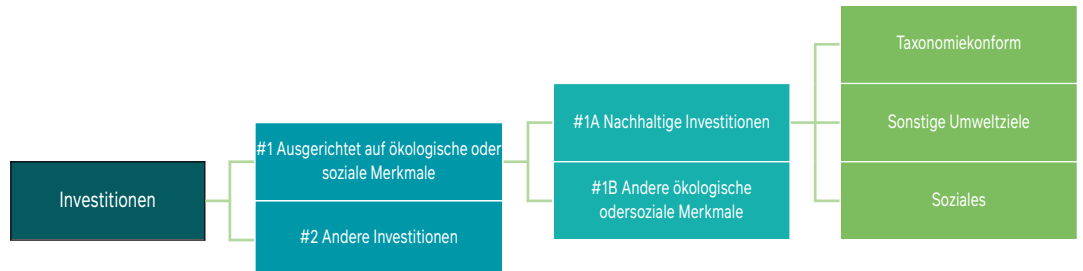 Investitionen
#1 Ausgerichtet auf ökologische oder
soziale Merkmale
#2 Andere Investitionen
#1A Nachhaltige Investitionen
#1B Andere ökologische
odersoziale Merkmale
Taxonomiekonform
Sonstige Umweltziele
Soziales